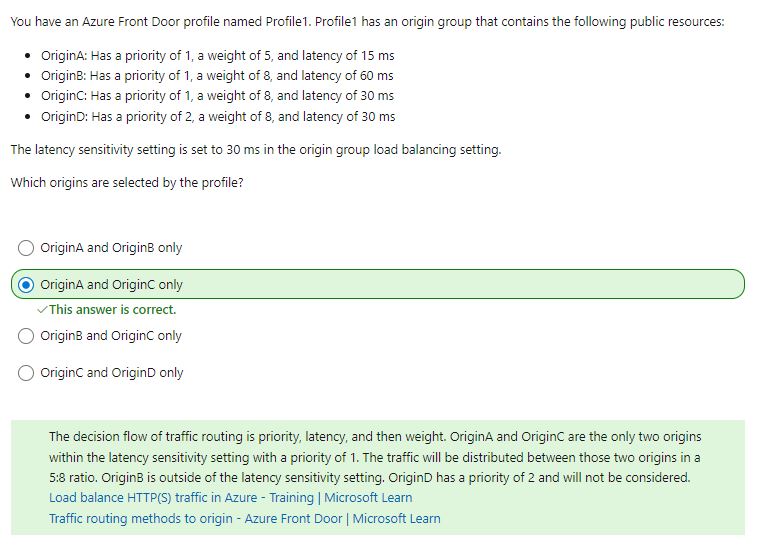 You have an Azure Front Door profile named Profile1. Profile1 has an origin group that contains the following public resources:
• OriginA: Has a priority of 1, a weight of 5, and latency of 15 ms
• OriginB: Has a priority of 1, a weight of 8, and latency of 60 ms
• OriginC: Has a priority of 1, a weight of 8, and latency of 30 ms
• OriginD: Has a priority of 2, a weight of 8, and latency of 30 ms
The latency sensitivity setting is set to 30 ms in the origin group load balancing setting.
Which origins are selected by the profile?
OriginA and OriginB only
OriginA and OriginC only
✓This answer is correct.
OriginB and OriginC only
OriginC and OriginD only
The decision flow of traffic routing is priority, latency, and then weight. OriginA and OriginC are the only two origins
within the latency sensitivity setting with a priority of 1. The traffic will be distributed between those two origins in a
5:8 ratio. OriginB is outside of the latency sensitivity setting. OriginD has a priority of 2 and will not be considered.
Load balance HTTP(S) traffic in Azure - Training | Microsoft Learn
Traffic routing methods to origin - Azure Front Door | Microsoft Learn